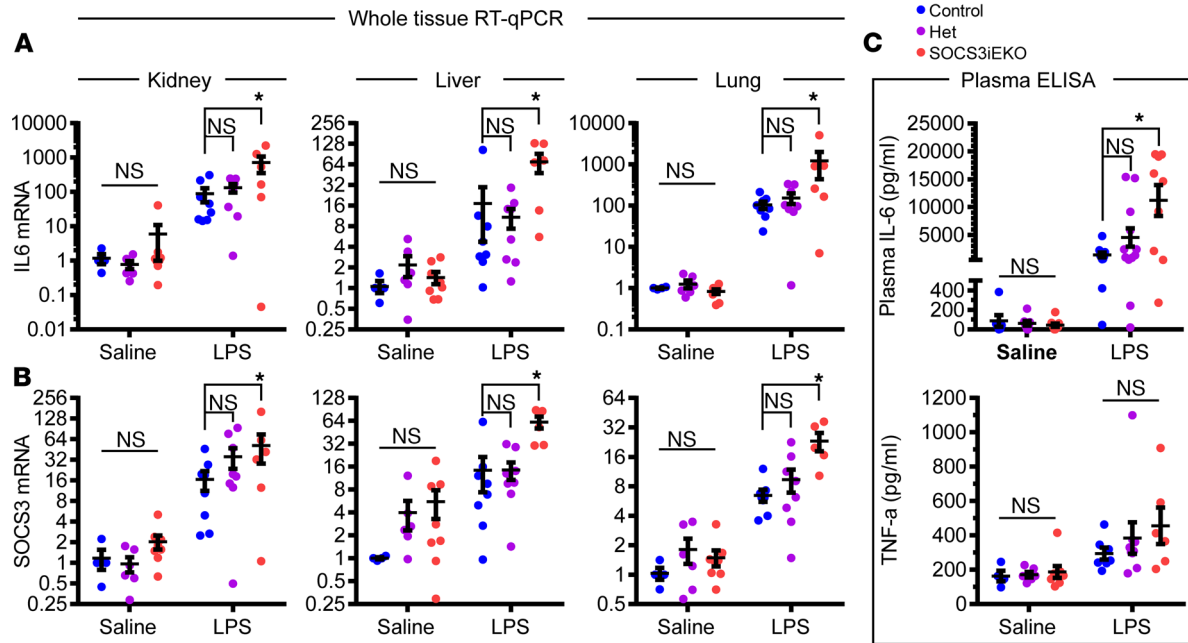 Whole tissue RT-qPCR
Control
Het
SOCS3iEKO
A
C
Kidney
Liver
Lung
Plasma ELISA
IL6 mRNA
10000
1000
100
10
1
0.1
0.01
NS
NS
*
Saline
LPS
256
128
64
32
16
8
4
2
1
0.5
0.25
NS
NS
*
Saline
LPS
10000
1000
100
10
1
0.1
NS
NS
*
Saline
LPS
Plasma IL-6 (pg/ml)
25000
20000
15000
10000
5000
400
200
0
NS
NS
*
Saline
LPS
B
SOCS3 mRNA
256
128
64
32
16
8
4
2
1
0.5
0.25
NS
NS
*
Saline
LPS
128
64
32
16
8
4
2
1
0.5
0.25
NS
NS
*
Saline
LPS
64
32
16
8
4
2
1
0.5
NS
NS
*
Saline
LPS
TNF-a (pg/ml)
1200
1000
800
600
400
200
0
NS
NS
Saline
LPS